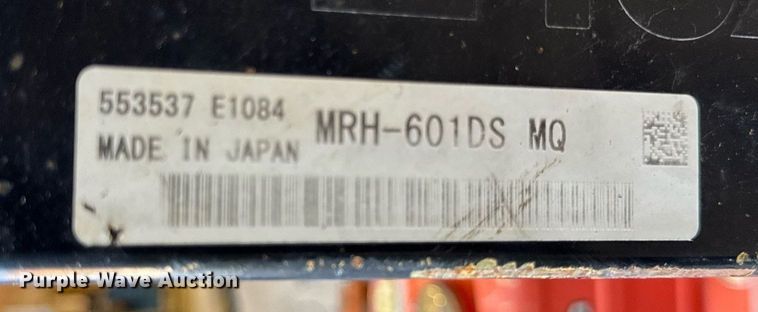 553537 E1084
MRH-601DS MQ
MADE IN JAPAN
Purple Wave Auction